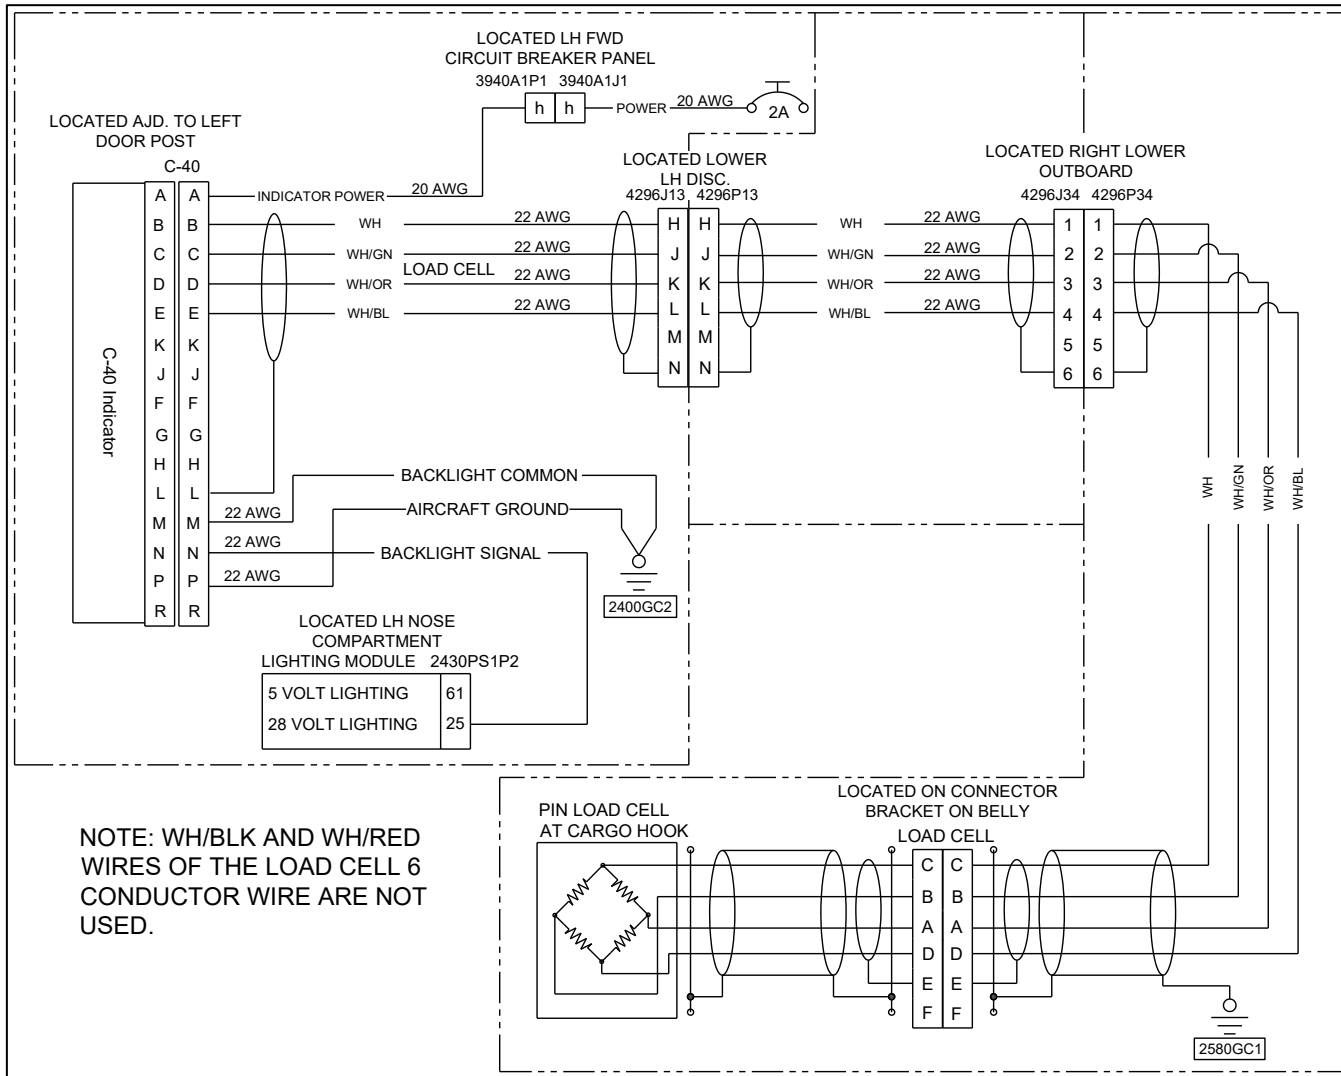 LOCATED LH FWD
CIRCUIT BREAKER PANEL
3940A1P1 3940A1J1
h h POWER 20 AWG 2A
LOCATED AJD. TO LEFT
DOOR POST
C-40
LOCATED LOWER
LH DISC.
4296J13 4296P13
LOCATED RIGHT LOWER
OUTBOARD
4296J34 4296P34
A A INDICATOR POWER 20 AWG
B B WH 22 AWG H H WH 22 AWG 1 1
C C WH/GN 22 AWG J J WH/GN 22 AWG 2 2
LOAD CELL
D D WH/OR 22 AWG K K WH/OR 22 AWG 3 3
E E WH/BL 22 AWG L L WH/BL 22 AWG 4 4
K K M M 5 5
J J N N 6 6
F F
G G
H H
L L
M M 22 AWG BACKLIGHT COMMON
N N 22 AWG BACKLIGHT SIGNAL
P P 22 AWG AIRCRAFT GROUND
R R
C-40 Indicator
WH
WH/GN
WH/OR
WH/BL
2400GC2
LOCATED LH NOSE
COMPARTMENT
LIGHTING MODULE 2430PS1P2
5 VOLT LIGHTING 61
28 VOLT LIGHTING 25
NOTE: WH/BLK AND WH/RED
WIRES OF THE LOAD CELL 6
CONDUCTOR WIRE ARE NOT
USED.
PIN LOAD CELL
AT CARGO HOOK
LOCATED ON CONNECTOR
BRACKET ON BELLY
LOAD CELL
C C
B B
A A
D D
E E
F F
2580GC1